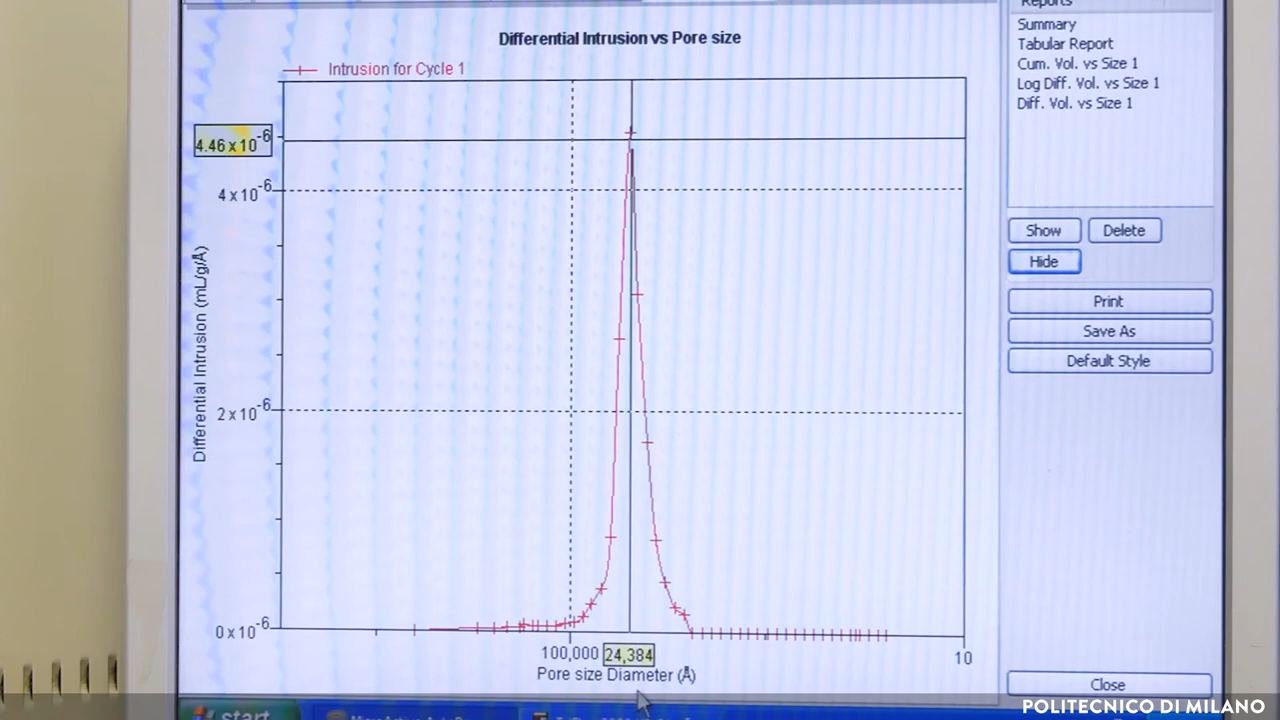 Reports
Differential Intrusion vs Pore size
Intrusion for Cycle 1
Summary
Tabular Report
Cum. Vol. vs Size 1
Log Diff. Vol. vs Size 1
Diff. Vol. vs Size 1
4.46 x 10-6
4 x 10-6
2 x 10-6
0 x 10-6
Differential Intrusion (mL/g/Å)
100,000
24,384
10
Pore size Diameter (Å)
Show
Delete
Hide
Print
Save As
Default Style
Close
start
POLITECNICO DI MILANO